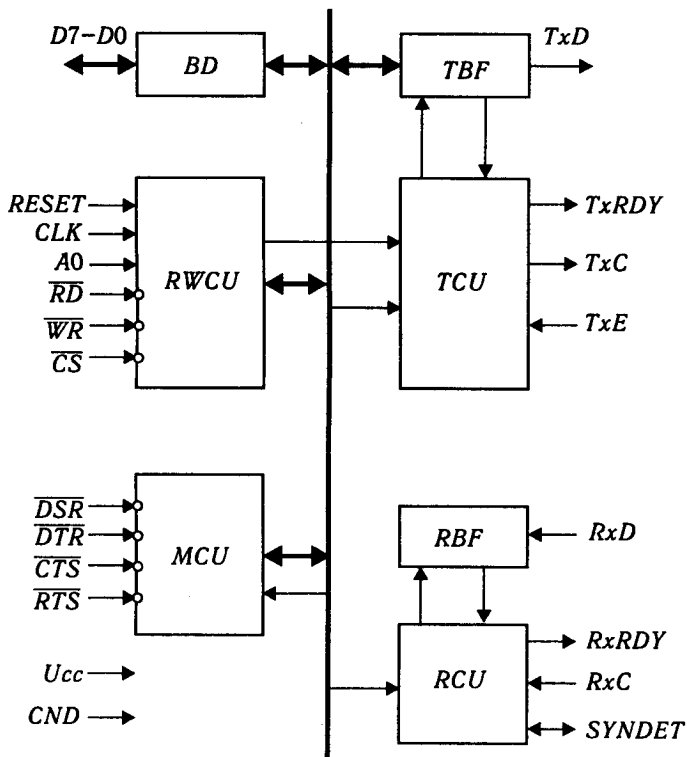 D7-D0
BD
TBF
TxD
RESET
CLK
A0
RD
WR
CS
RWCU
TCU
TxRDY
TxC
TxE
DSR
DTR
CTS
RTS
MCU
RBF
RxD
Ucc
CND
RCU
RxRDY
RxC
SYNDET